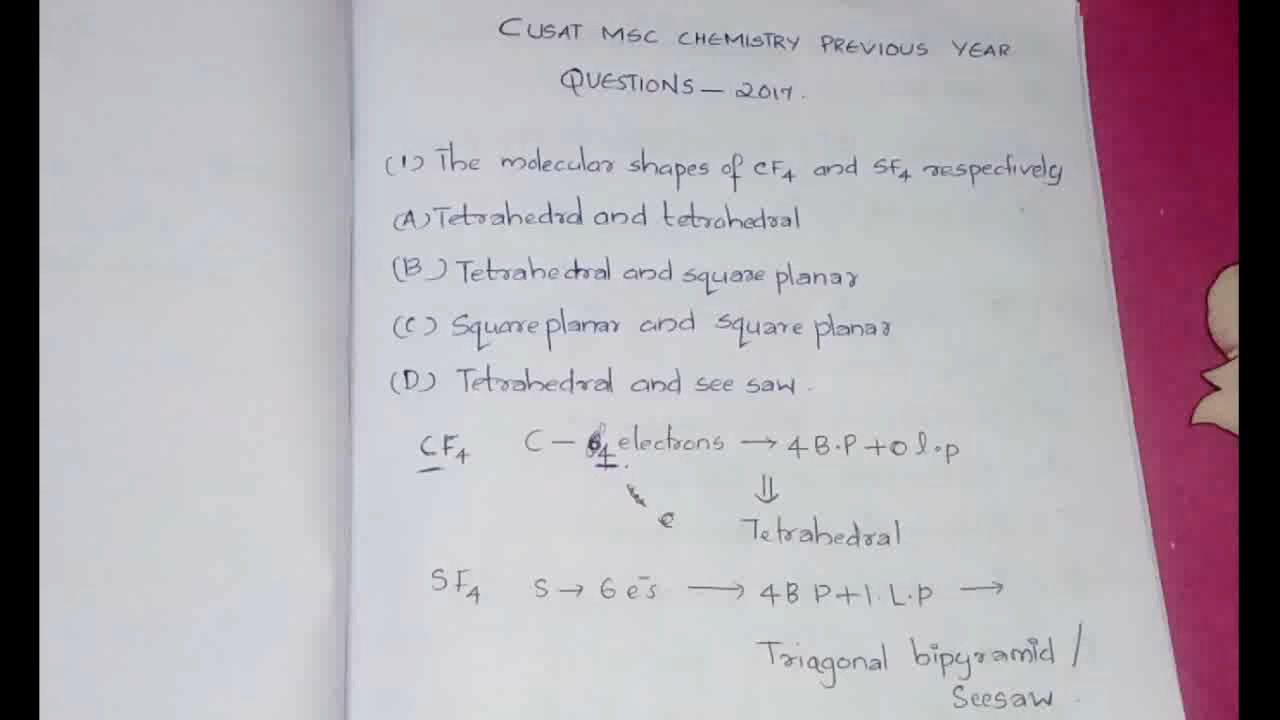 CUSAT MSC CHEMISTRY PREVIOUS YEAR
QUESTIONS — 2017.
(1) The molecular shapes of CF4 and SF4 respectively
(A) Tetrahedral and tetrahedral
(B) Tetrahedral and square planar
(C) Square planar and square planar
(D) Tetrahedral and see saw.
CF4 C — 4 electrons → 4 B.P + 0 l.p
⇓
e
Tetrahedral
SF4 S → 6 e⁻s → 4 B P + 1. L.P →
Triagonal bipyramid /
Seesaw.